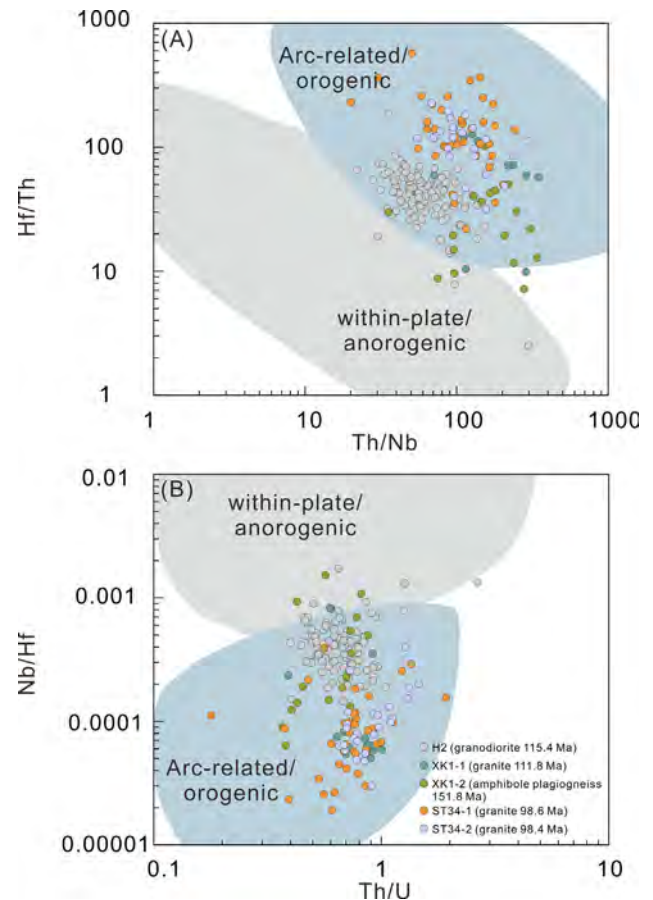 1000
(A)
Arc-related/
orogenic
100
Hf/Th
10
within-plate/
anorogenic
1
1
10
100
1000
Th/Nb
0.01
(B)
within-plate/
anorogenic
0.001
Nb/Hf
0.0001
Arc-related/
orogenic
H2 (granodiorite 115.4 Ma)
XK1-1 (granite 111.8 Ma)
XK1-2 (amphibole plagiogneiss
151.8 Ma)
ST34-1 (granite 98.6 Ma)
ST34-2 (granite 98.4 Ma)
0.00001
0.1
1
10
Th/U